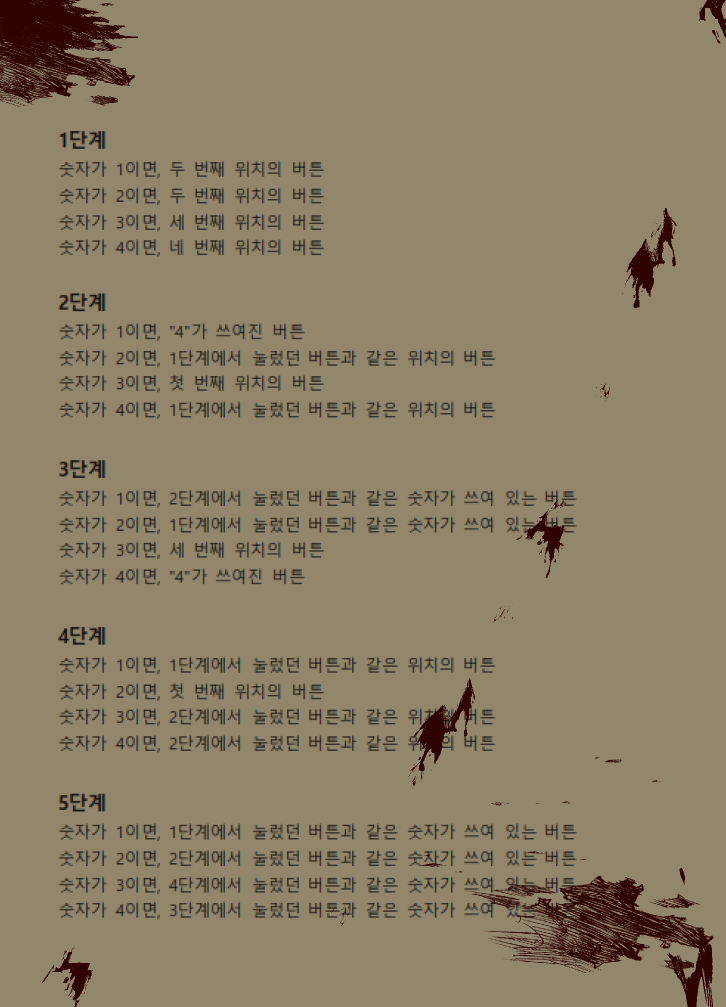 1단계
숫자가 1이면, 두 번째 위치의 버튼
숫자가 2이면, 두 번째 위치의 버튼
숫자가 3이면, 세 번째 위치의 버튼
숫자가 4이면, 네 번째 위치의 버튼
2단계
숫자가 1이면, "4"가 쓰여진 버튼
숫자가 2이면, 1단계에서 눌렀던 버튼과 같은 위치의 버튼
숫자가 3이면, 첫 번째 위치의 버튼
숫자가 4이면, 1단계에서 눌렀던 버튼과 같은 위치의 버튼
3단계
숫자가 1이면, 2단계에서 눌렀던 버튼과 같은 숫자가 쓰여 있는 버튼
숫자가 2이면, 1단계에서 눌렀던 버튼과 같은 숫자가 쓰여 있는 버튼
숫자가 3이면, 세 번째 위치의 버튼
숫자가 4이면, "4"가 쓰여진 버튼
4단계
숫자가 1이면, 1단계에서 눌렀던 버튼과 같은 위치의 버튼
숫자가 2이면, 첫 번째 위치의 버튼
숫자가 3이면, 2단계에서 눌렀던 버튼과 같은 위치의 버튼
숫자가 4이면, 2단계에서 눌렀던 버튼과 같은 위치의 버튼
5단계
숫자가 1이면, 1단계에서 눌렀던 버튼과 같은 숫자가 쓰여 있는 버튼
숫자가 2이면, 2단계에서 눌렀던 버튼과 같은 숫자가 쓰여 있는 버튼
숫자가 3이면, 4단계에서 눌렀던 버튼과 같은 숫자가 쓰여 있는 버튼
숫자가 4이면, 3단계에서 눌렀던 버튼과 같은 숫자가 쓰여 있는